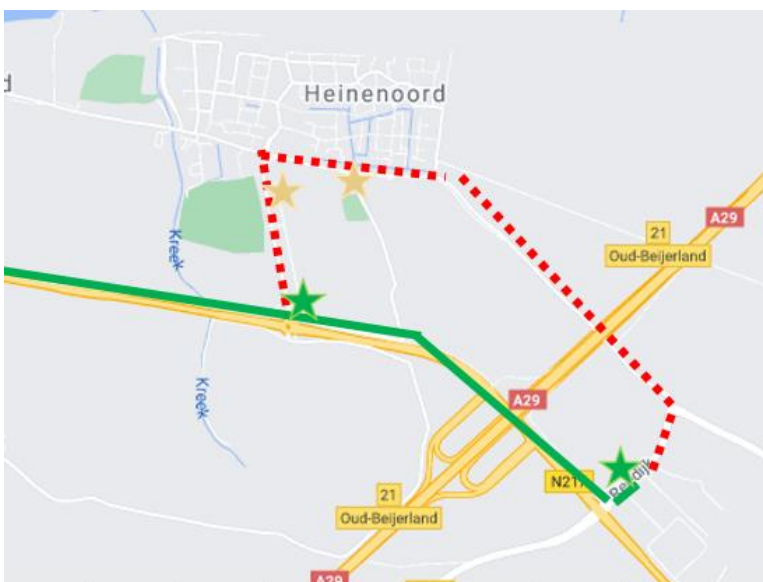 d
Heinenoord
A29
21
Oud-Beijerland
Kreek
Kreek
A29
N217
21
Oud-Beijerland
A29